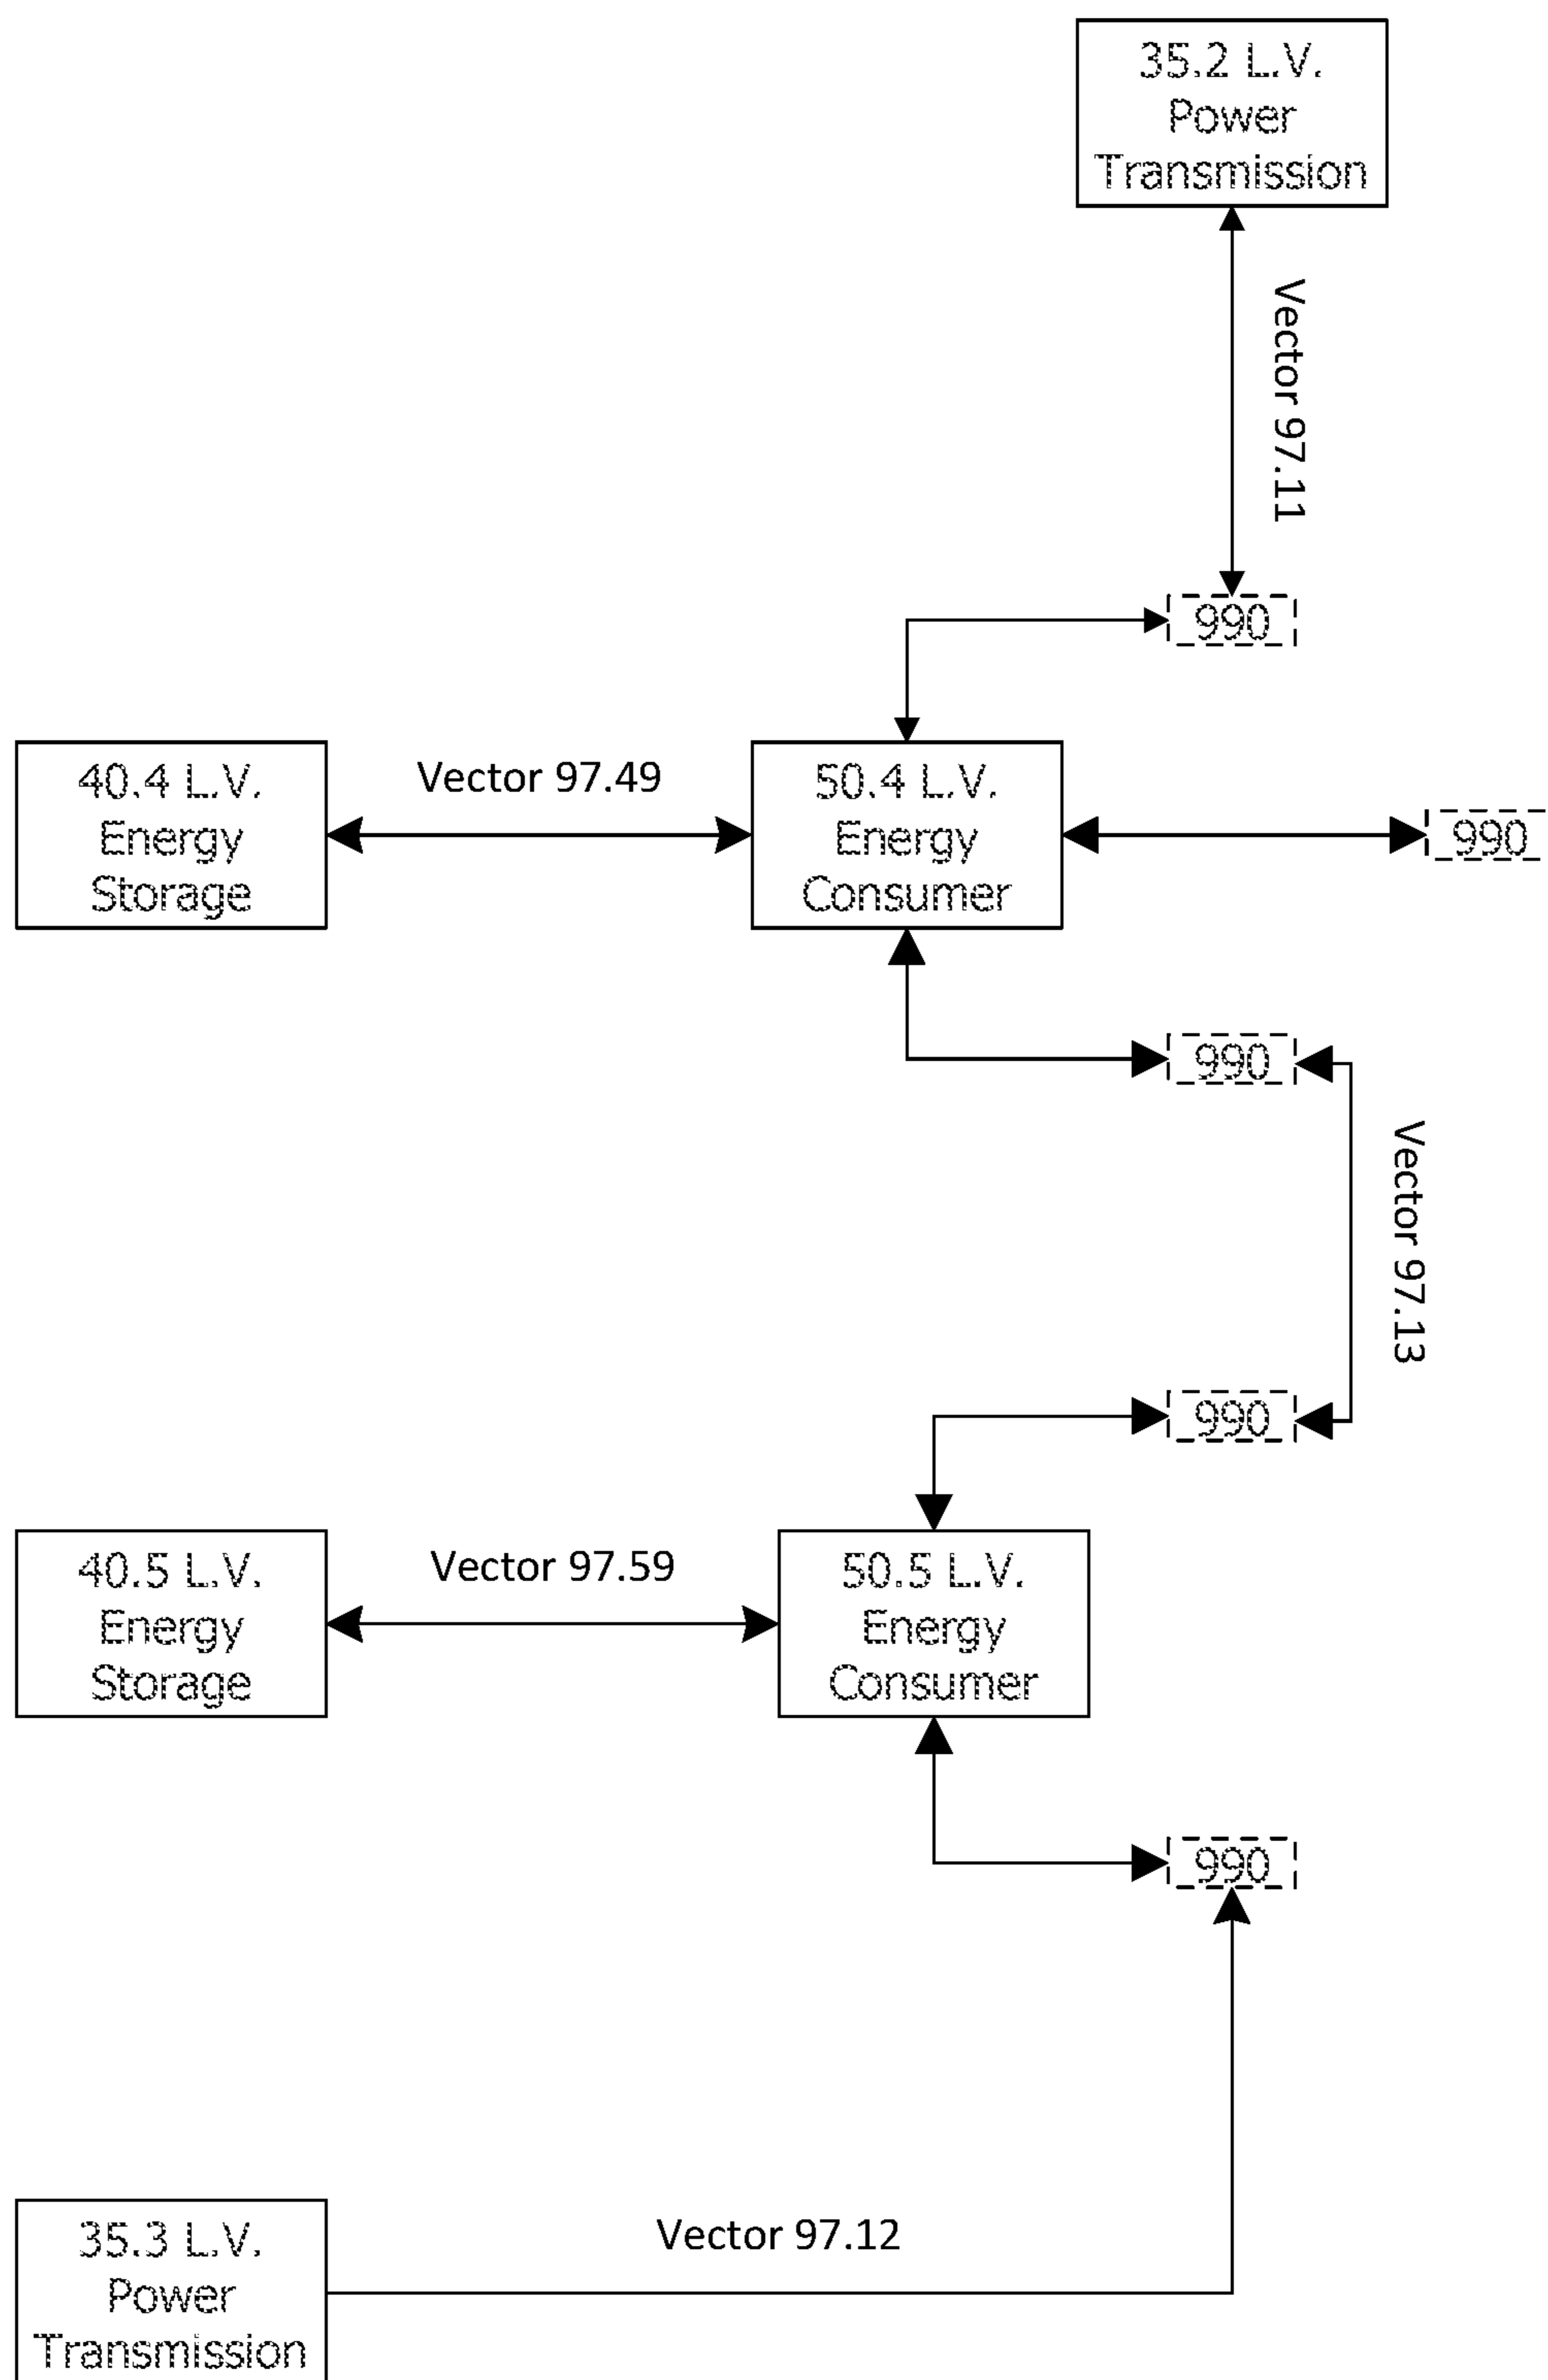 35.2 L.V.
Power
Transmission
Vector 97.11
990
40.4 L.V.
Energy
Storage
Vector 97.49
50.4 L.V.
Energy
Consumer
990
990
Vector 97.13
990
40.5 L.V.
Energy
Storage
Vector 97.59
50.5 L.V.
Energy
Consumer
990
35.3 L.V.
Power
Transmission
Vector 97.12